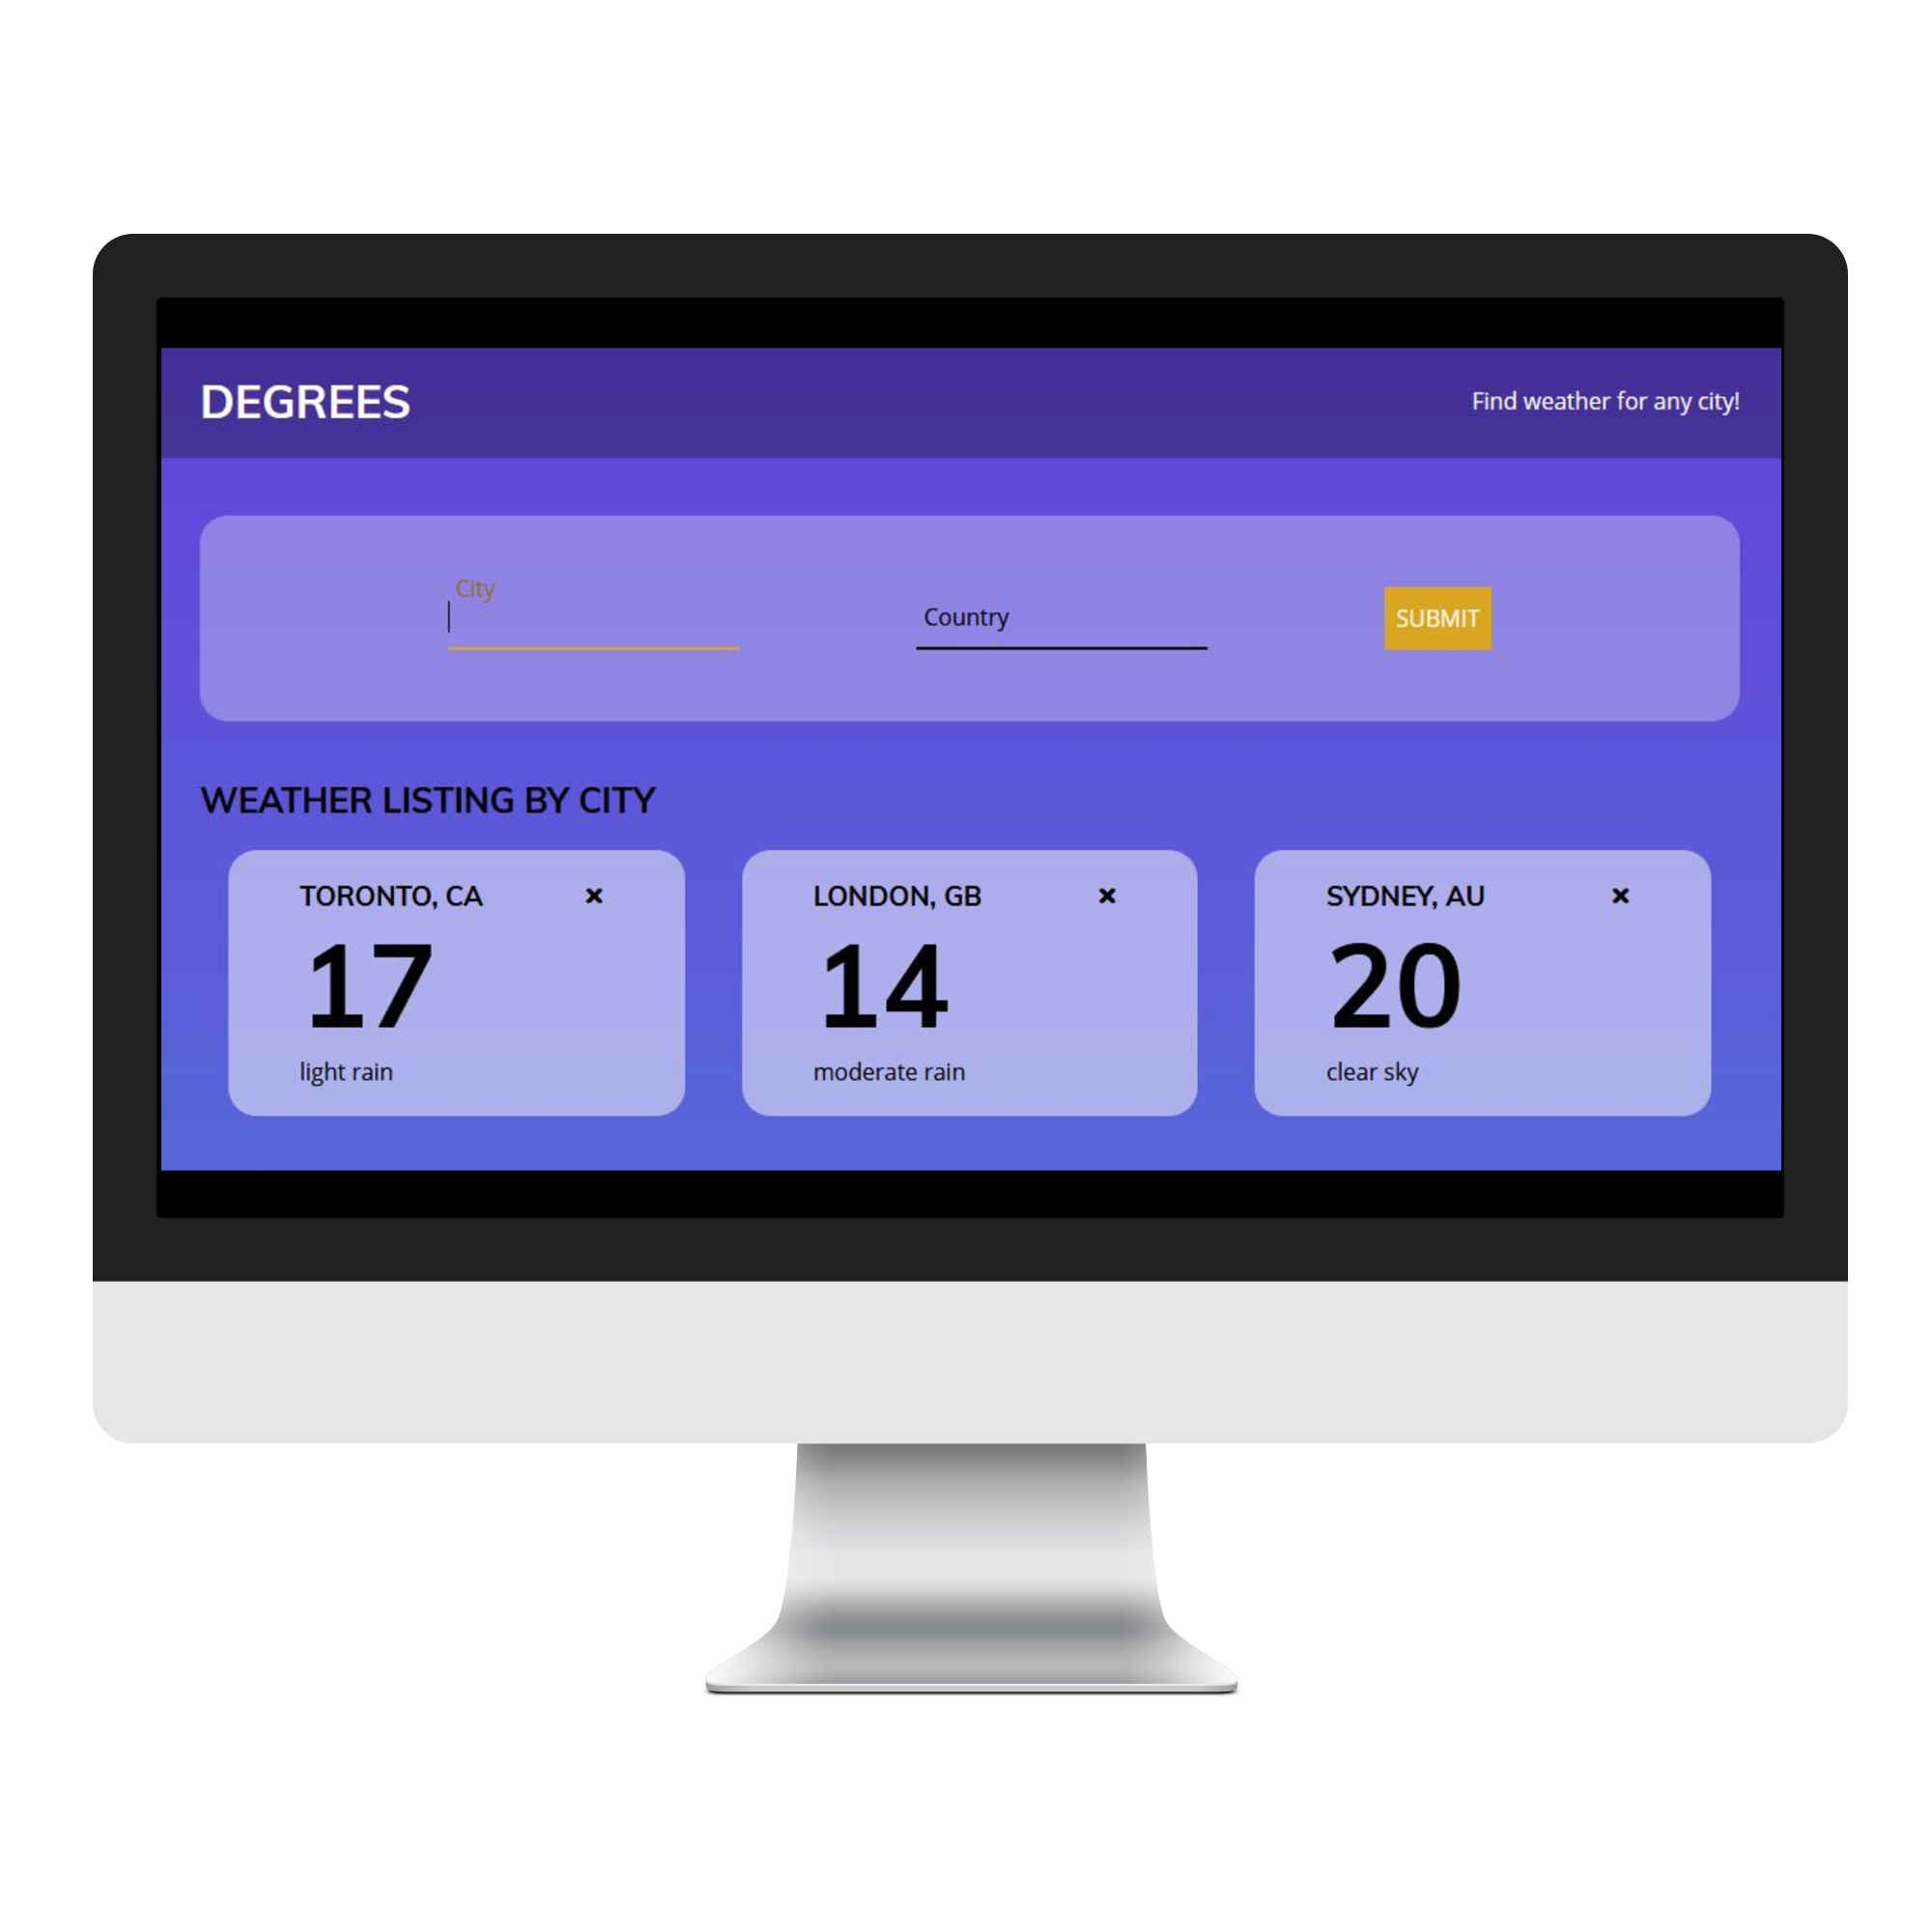 DEGREES
Find weather for any city!
City
Country
SUBMIT
WEATHER LISTING BY CITY
TORONTO, CA
17
light rain
LONDON, GB
14
moderate rain
SYDNEY, AU
20
clear sky